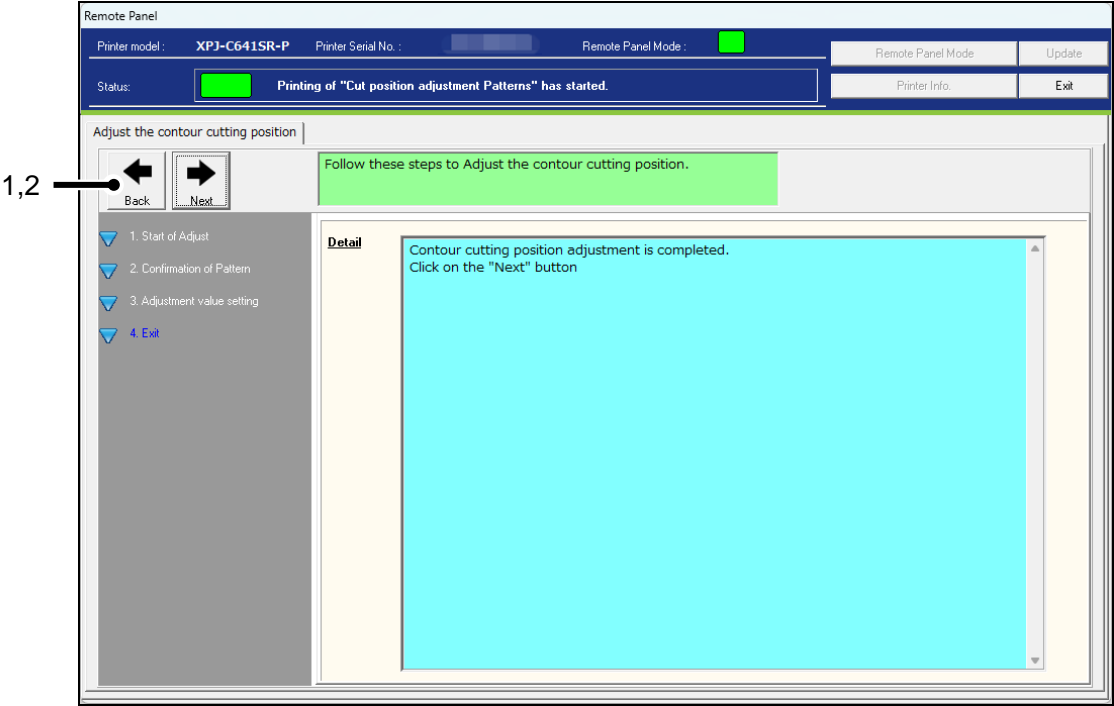 Remote Panel
Printer model : XPJ-C641SR-P Printer Serial No. : Remote Panel Mode :
Remote Panel Mode Update
Status: Printing of "Cut position adjustment Patterns" has started.
Printer Info. Exit
Adjust the contour cutting position
1,2
Back Next
Follow these steps to Adjust the contour cutting position.
1. Start of Adjust
2. Confirmation of Pattern
3. Adjustment value setting
4. Exit
Detail
Contour cutting position adjustment is completed.
Click on the "Next" button